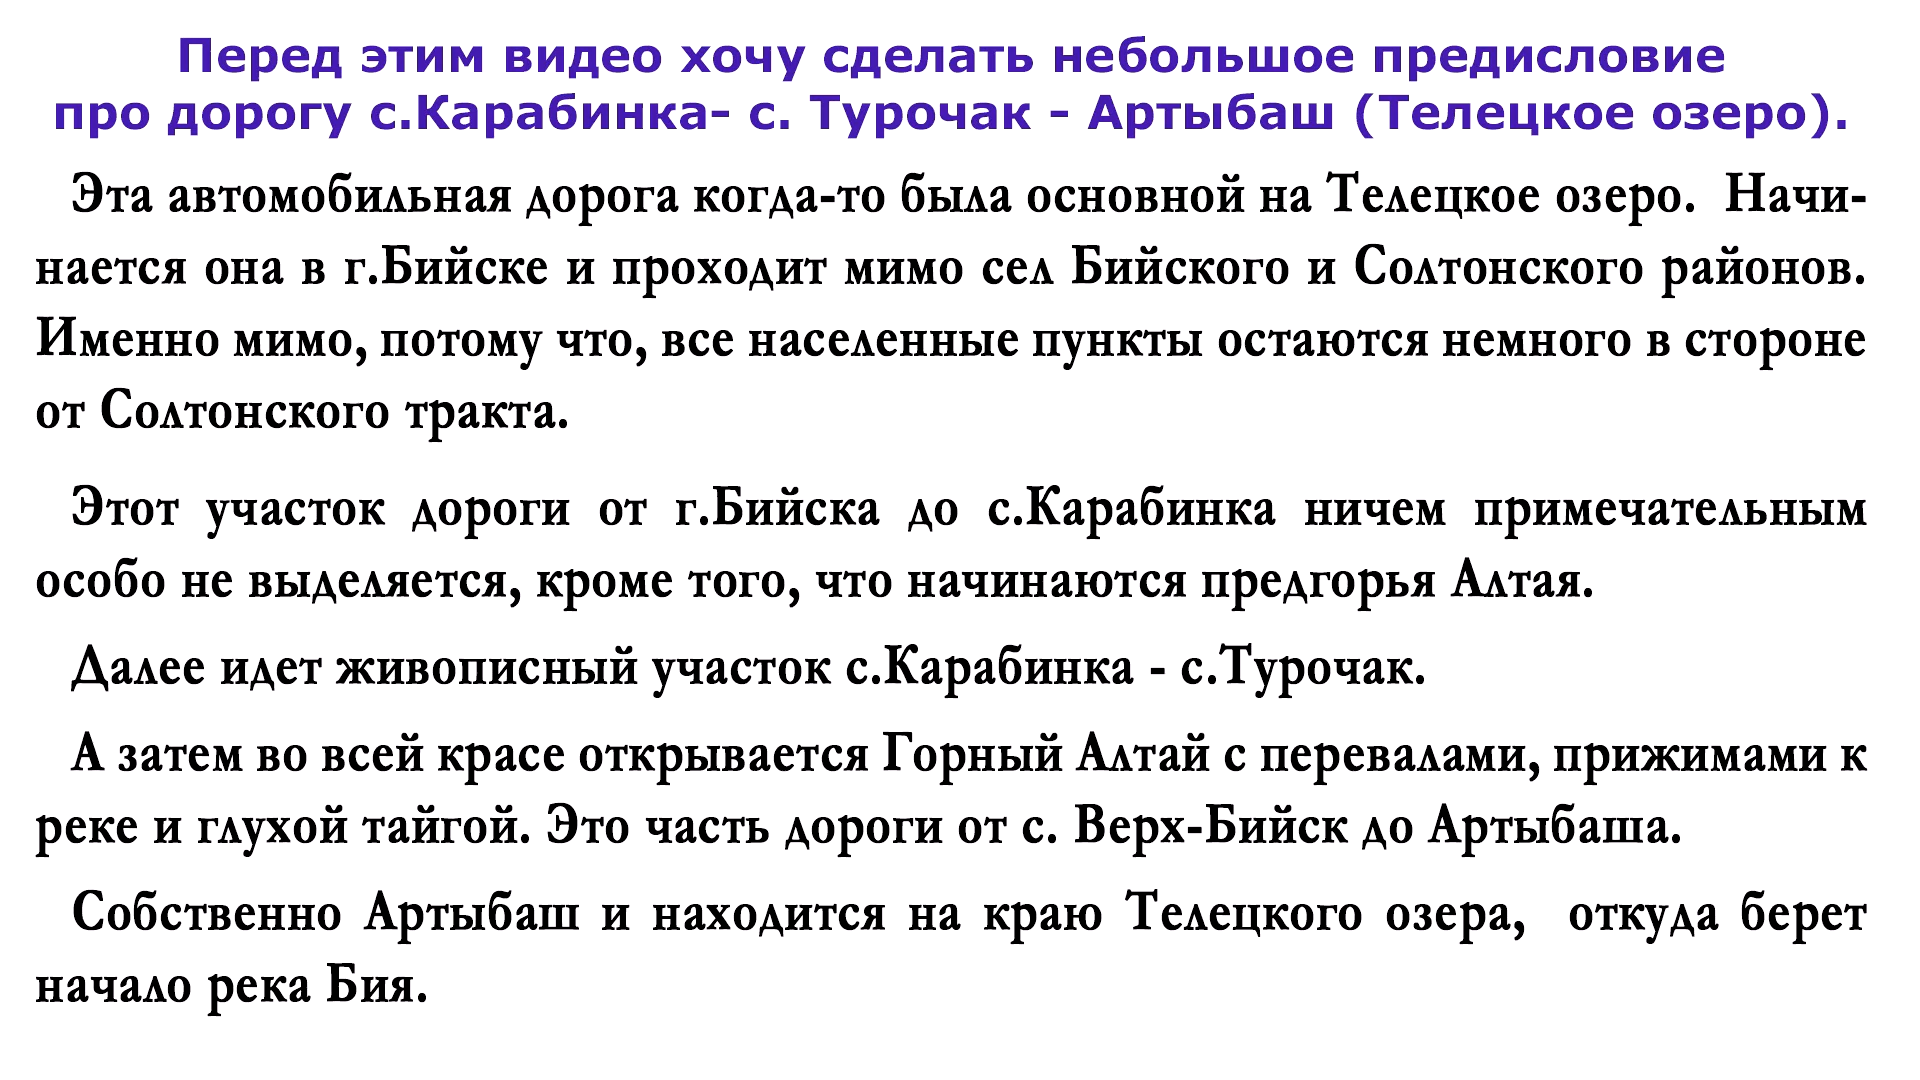 Перед этим видео хочу сделать небольшое предисловие
про дорогу с.Карабинка- с. Турочак - Артыбаш (Телецкое озеро).
Эта автомобильная дорога когда-то была основной на Телецкое озеро.  Начи-
нается она в г.Бийске и проходит мимо сел Бийского и Солтонского районов.
Именно мимо, потому что, все населенные пункты остаются немного в стороне
от Солтонского тракта.
Этот участок дороги от г.Бийска до с.Карабинка ничем примечательным
особо не выделяется, кроме того, что начинаются предгорья Алтая.
Далее идет живописный участок с.Карабинка - с.Турочак.
А затем во всей красе открывается Горный Алтай с перевалами, прижимами к
реке и глухой тайгой. Это часть дороги от с. Верх-Бийск до Артыбаша.
Собственно Артыбаш и находится на краю Телецкого озера,  откуда берет
начало река Бия.